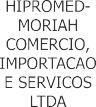 HIPROMED-
MORIAH
COMERCIO,
IMPORTACAO
E SERVICOS
LTDA